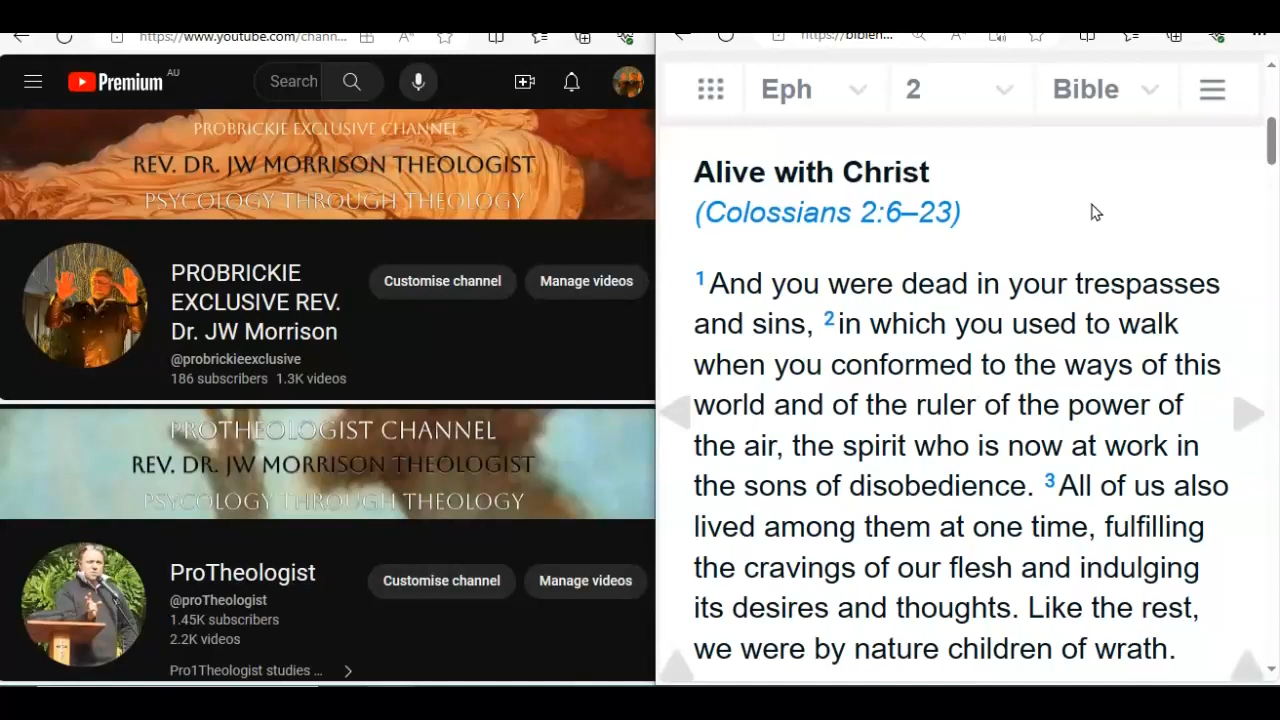 https://www.youtube.com/chann...
Premium AU
Search
PROBRICKIE EXCLUSIVE CHANNEL
REV. DR. JW MORRISON THEOLOGIST
PSYCOLOGY THROUGH THEOLOGY
PROBRICKIE
EXCLUSIVE REV.
Dr. JW Morrison
@probrickieexclusive
186 subscribers 1.3K videos
Customise channel
Manage videos
PROTHEOLOGIST CHANNEL
REV. DR. JW MORRISON THEOLOGIST
PSYCOLOGY THROUGH THEOLOGY
ProTheologist
@proTheologist
1.45K subscribers
2.2K videos
Pro1Theologist studies ...
Customise channel
Manage videos
https://bibleh...
Eph 2 Bible
Alive with Christ
(Colossians 2:6–23)
1 And you were dead in your trespasses
and sins, 2 in which you used to walk
when you conformed to the ways of this
world and of the ruler of the power of
the air, the spirit who is now at work in
the sons of disobedience. 3 All of us also
lived among them at one time, fulfilling
the cravings of our flesh and indulging
its desires and thoughts. Like the rest,
we were by nature children of wrath.